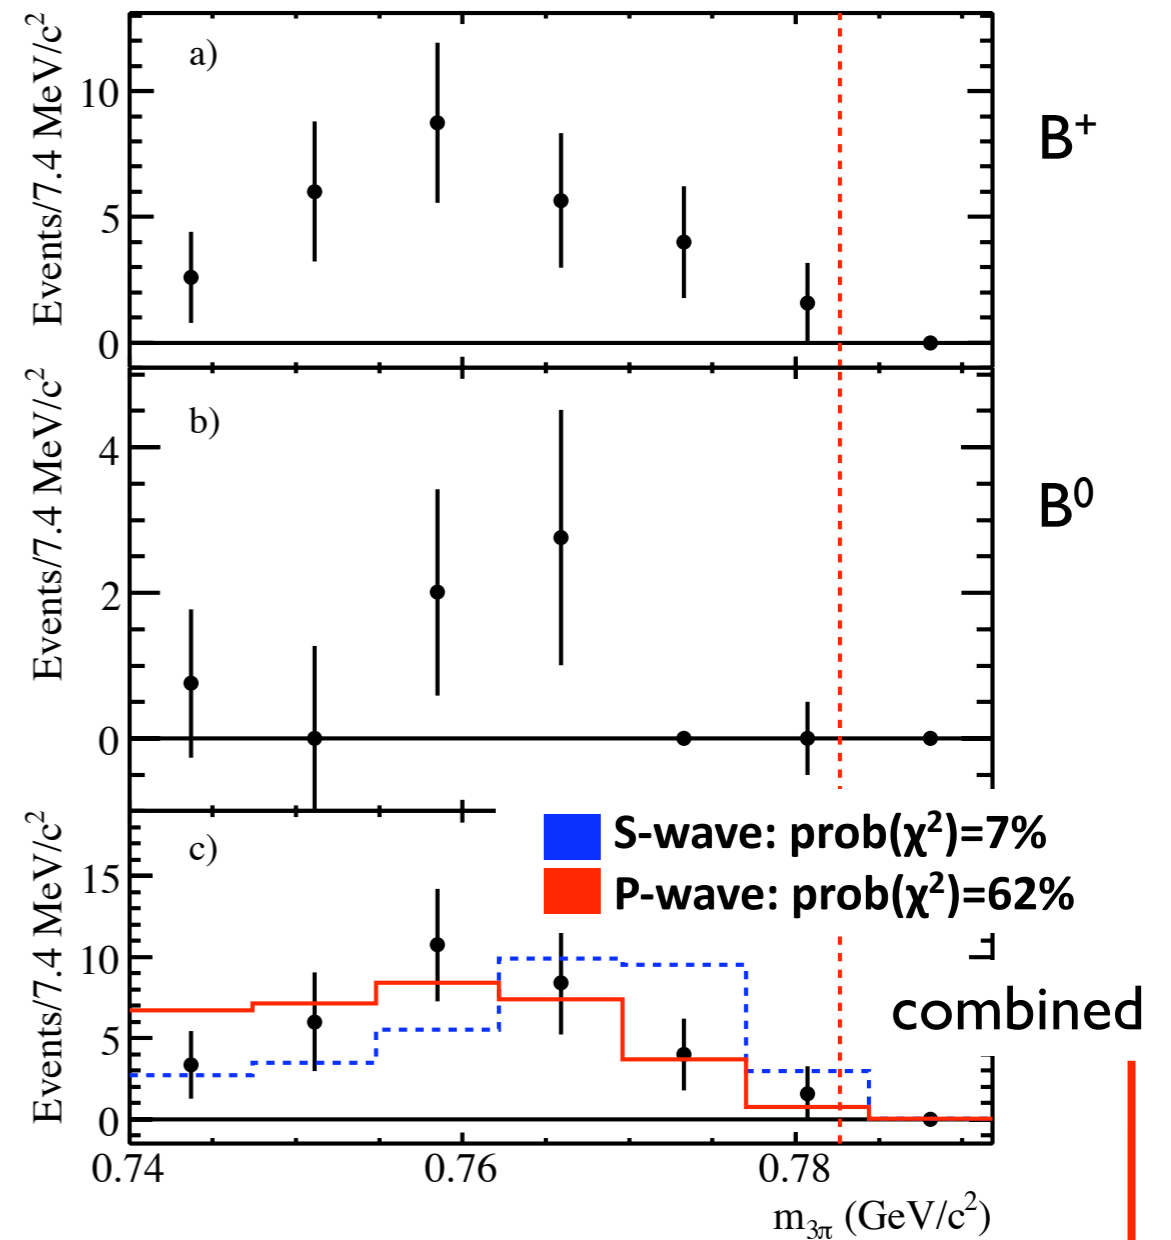 a)
Events/7.4 MeV/c²
10
5
0
B⁺
b)
Events/7.4 MeV/c²
4
2
0
B⁰
c)
Events/7.4 MeV/c²
15
10
5
0
S-wave: prob(χ²)=7%
P-wave: prob(χ²)=62%
combined
0.74 0.76 0.78
m₃π (GeV/c²)